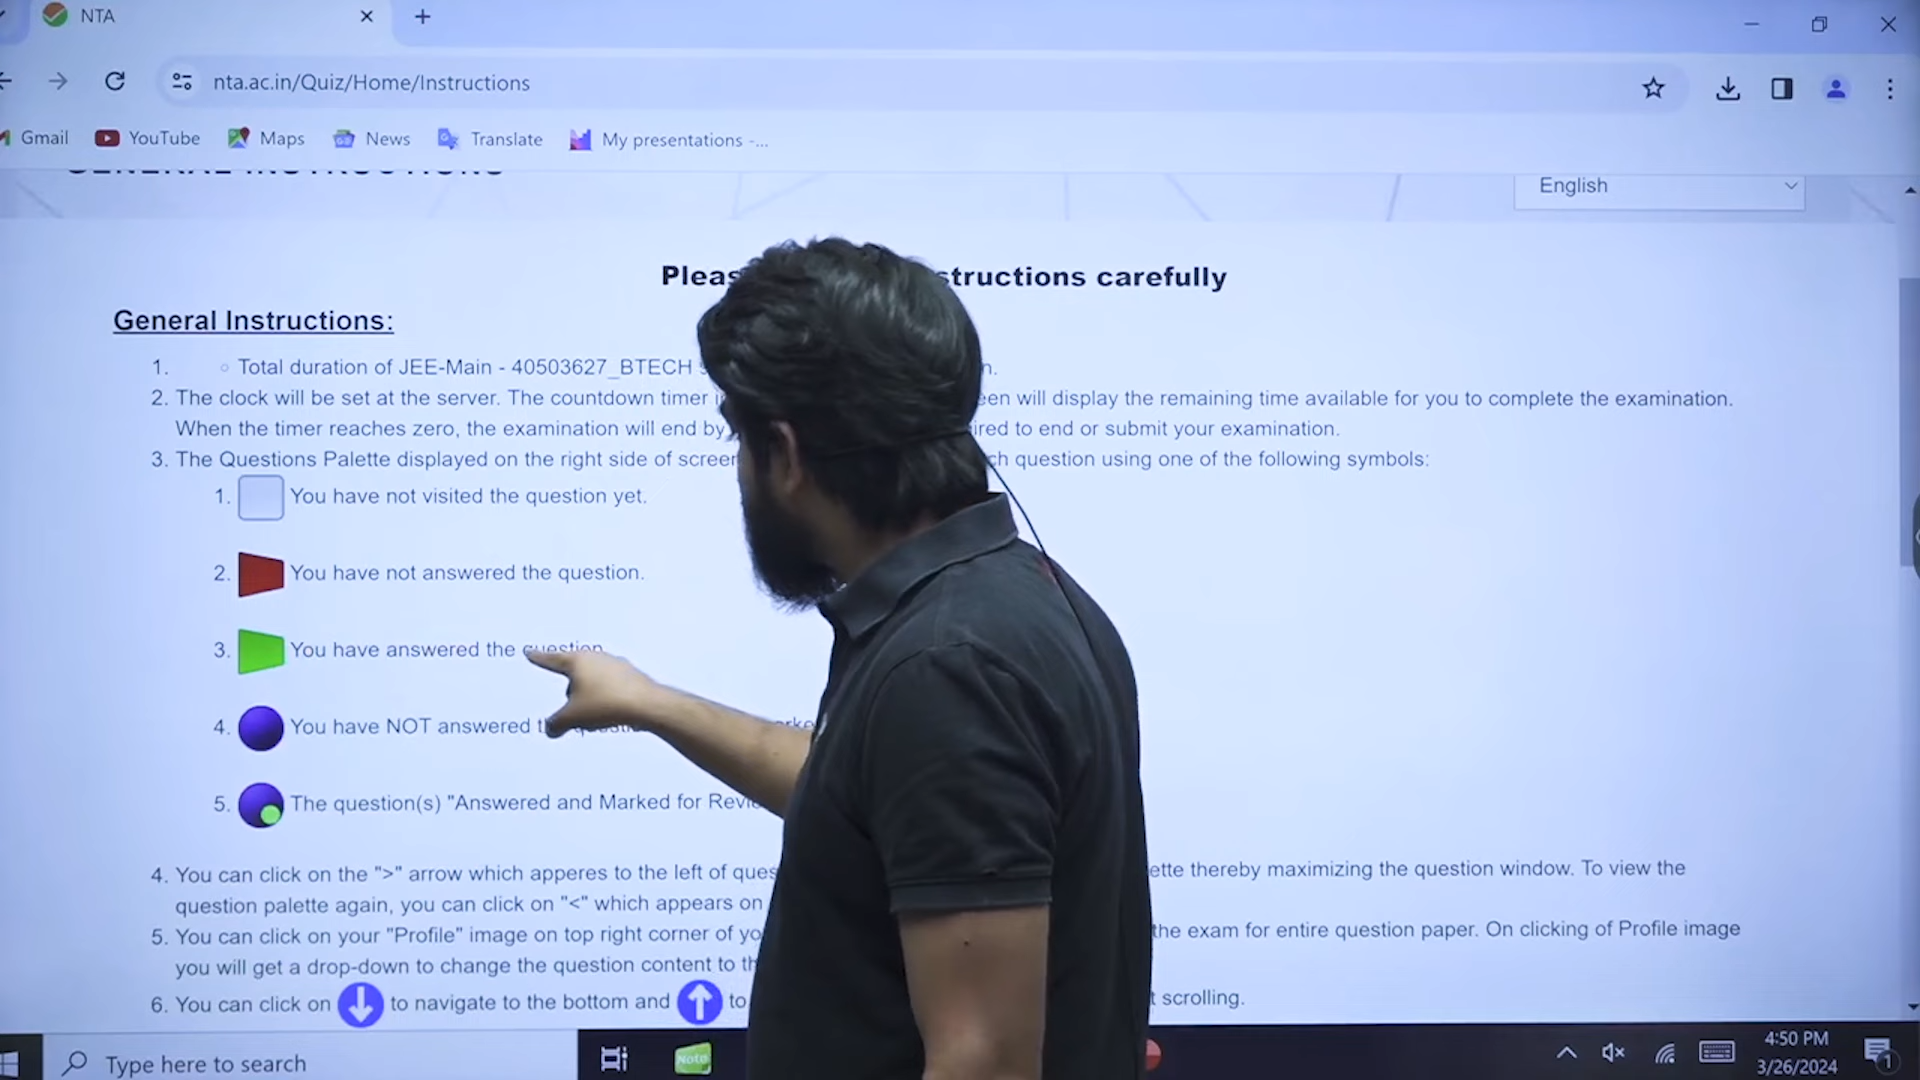 NTA
nta.ac.in/Quiz/Home/Instructions
Gmail YouTube Maps News Translate My presentations -...
GENERAL INSTRUCTIONS
English
carefully
General Instructions:
1. Total duration of JEE-Main - 40503627_BTECH
2. The clock will be set at the server. The countdown timer will display the remaining time available for you to complete the examination.
When the timer reaches zero, the examination will end by to end or submit your examination.
3. The Questions Palette displayed on the right side of screen question using one of the following symbols:
1. You have not visited the question yet.
2. You have not answered the question.
3. You have answered the question
4. You have NOT answered
5. The question(s) "Answered and Marked for
4. You can click on the ">" arrow which apperes to the left of thereby maximizing the question window. To view the
question palette again, you can click on "<" which appears on
5. You can click on your "Profile" image on top right corner of the exam for entire question paper. On clicking of Profile image
you will get a drop-down to change the question content to
6. You can click on to navigate to the bottom and to scrolling.
Type here to search
Note
4:50 PM
3/26/2024
1